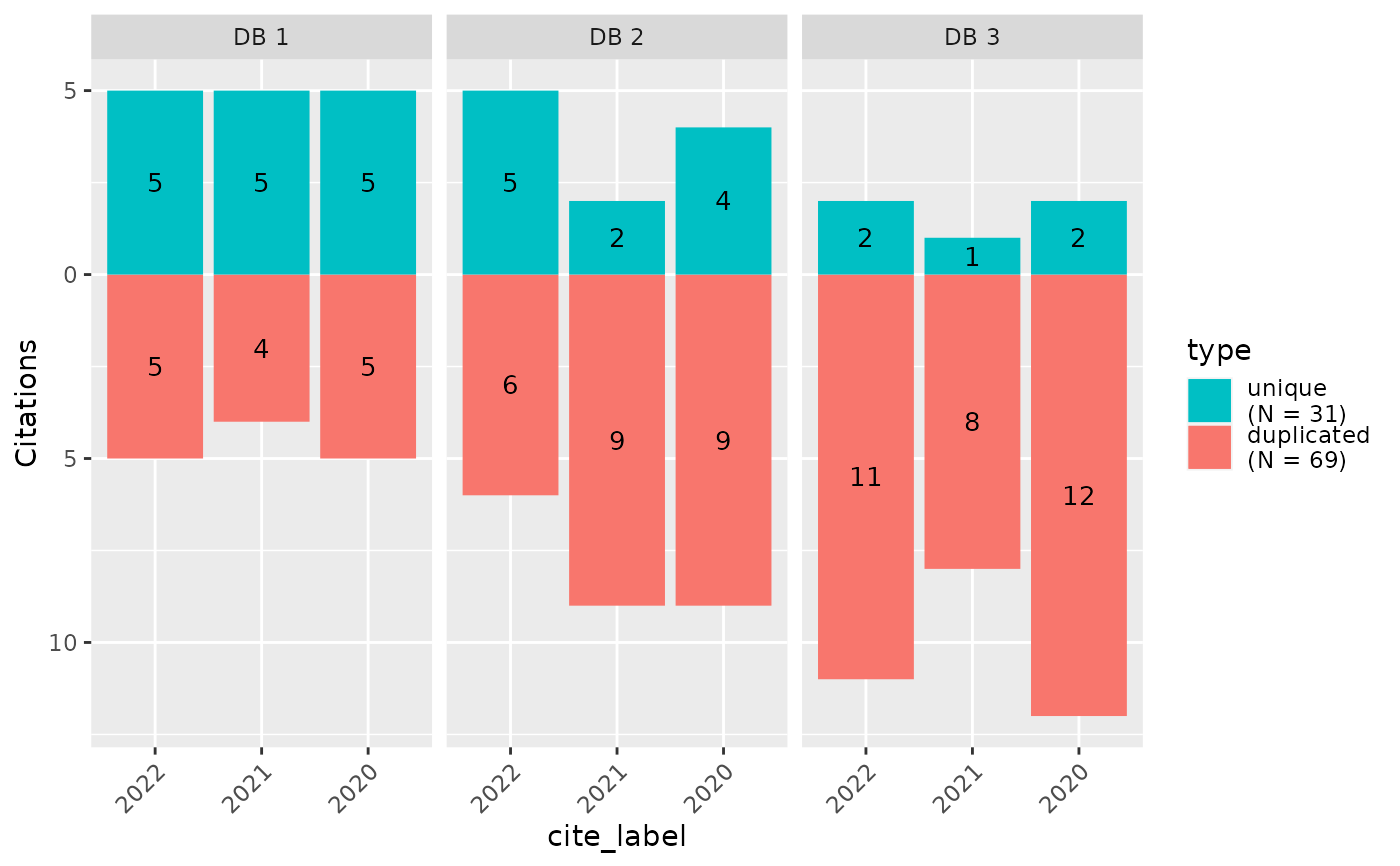 DB 1 DB 2 DB 3
5
5 5 5 5 2 4 2 1 2
0
5 4 5 6 9 9 11 8 12
5
10
Citations
2022 2021 2020 2022 2021 2020 2022 2021 2020
cite_label
type
unique
(N = 31)
duplicated
(N = 69)